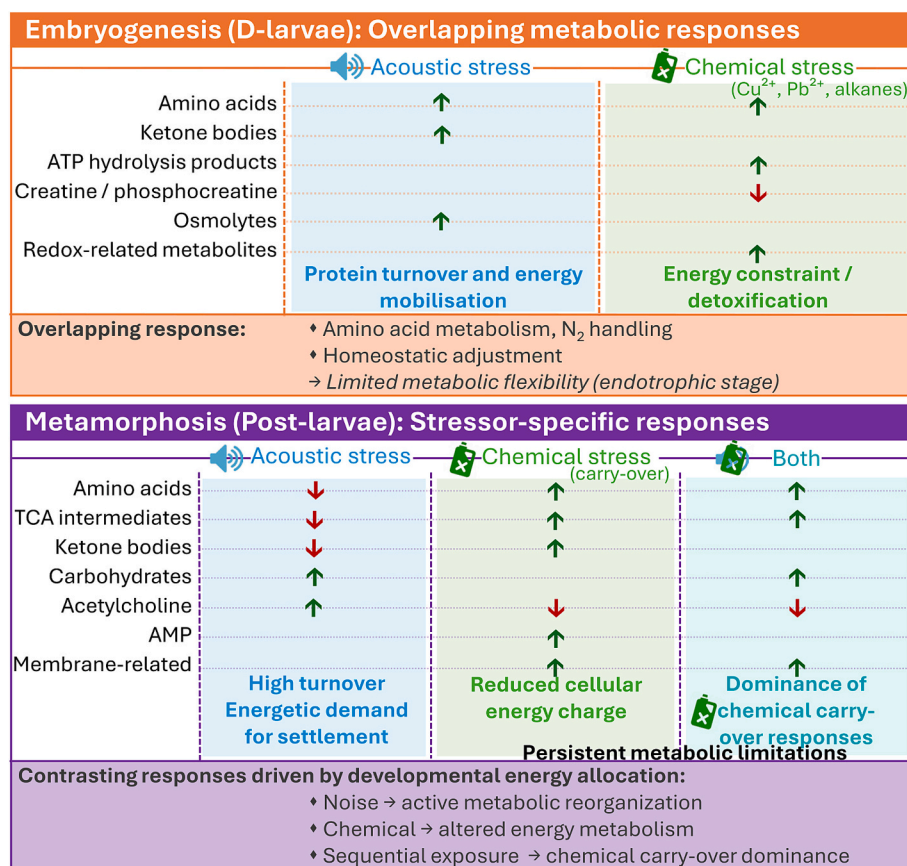 Embryogenesis (D-larvae): Overlapping metabolic responses
Acoustic stress
Chemical stress
(Cu²⁺, Pb²⁺, alkanes)
Amino acids ↑ ↑
Ketone bodies ↑
ATP hydrolysis products ↑
Creatine / phosphocreatine ↓
Osmolytes ↑
Redox-related metabolites ↑
Protein turnover and energy
mobilisation
Energy constraint /
detoxification
Overlapping response:
⬧ Amino acid metabolism, N₂ handling
⬧ Homeostatic adjustment
→ Limited metabolic flexibility (endotrophic stage)
Metamorphosis (Post-larvae): Stressor-specific responses
Acoustic stress
Chemical stress
(carry-over)
Both
Amino acids ↓ ↑ ↑
TCA intermediates ↓ ↑ ↑
Ketone bodies ↓ ↑
Carbohydrates ↑ ↑
Acetylcholine ↑ ↓ ↓
AMP ↑
Membrane-related ↑ ↑
High turnover
Energetic demand
for settlement
Reduced cellular
energy charge
Dominance of
chemical carry-
over responses
Persistent metabolic limitations
Contrasting responses driven by developmental energy allocation:
⬧ Noise → active metabolic reorganization
⬧ Chemical → altered energy metabolism
⬧ Sequential exposure → chemical carry-over dominance